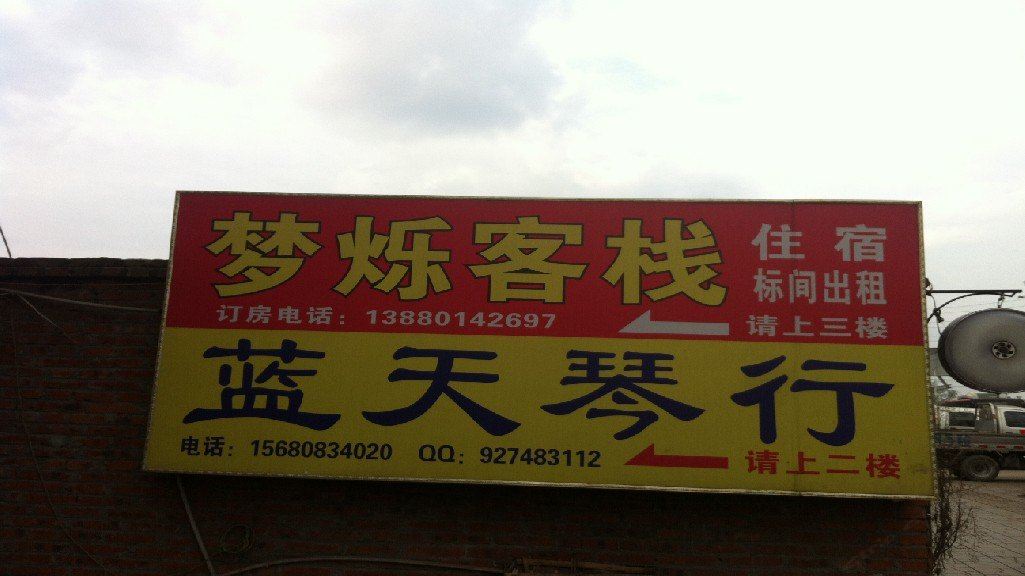 梦烁客栈
住宿
标间出租
订房电话：13880142697
请上三楼
蓝天琴行
电话：15680834020 QQ：927483112
请上二楼